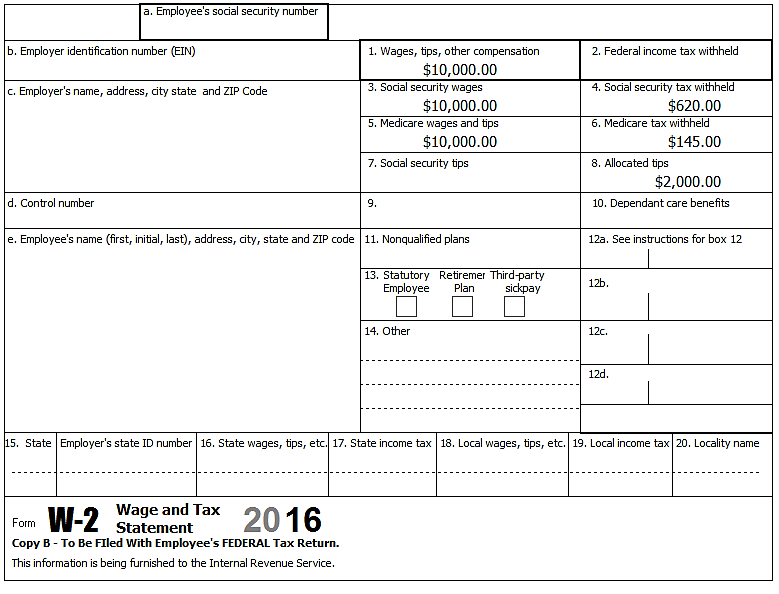 a. Employee's social security number
b. Employer identification number (EIN)
1. Wages, tips, other compensation
$10,000.00
2. Federal income tax withheld
c. Employer's name, address, city state and ZIP Code
3. Social security wages
$10,000.00
4. Social security tax withheld
$620.00
5. Medicare wages and tips
$10,000.00
6. Medicare tax withheld
$145.00
7. Social security tips
8. Allocated tips
$2,000.00
d. Control number
9.
10. Dependant care benefits
e. Employee's name (first, initial, last), address, city, state and ZIP code
11. Nonqualified plans
12a. See instructions for box 12
13. Statutory Employee
Retiremer Plan
Third-party sickpay
12b.
14. Other
12c.
12d.
15. State
Employer's state ID number
16. State wages, tips, etc.
17. State income tax
18. Local wages, tips, etc.
19. Local income tax
20. Locality name
Form W-2 Wage and Tax Statement 2016
Copy B - To Be FIled With Employee's FEDERAL Tax Return.
This information is being furnished to the Internal Revenue Service.